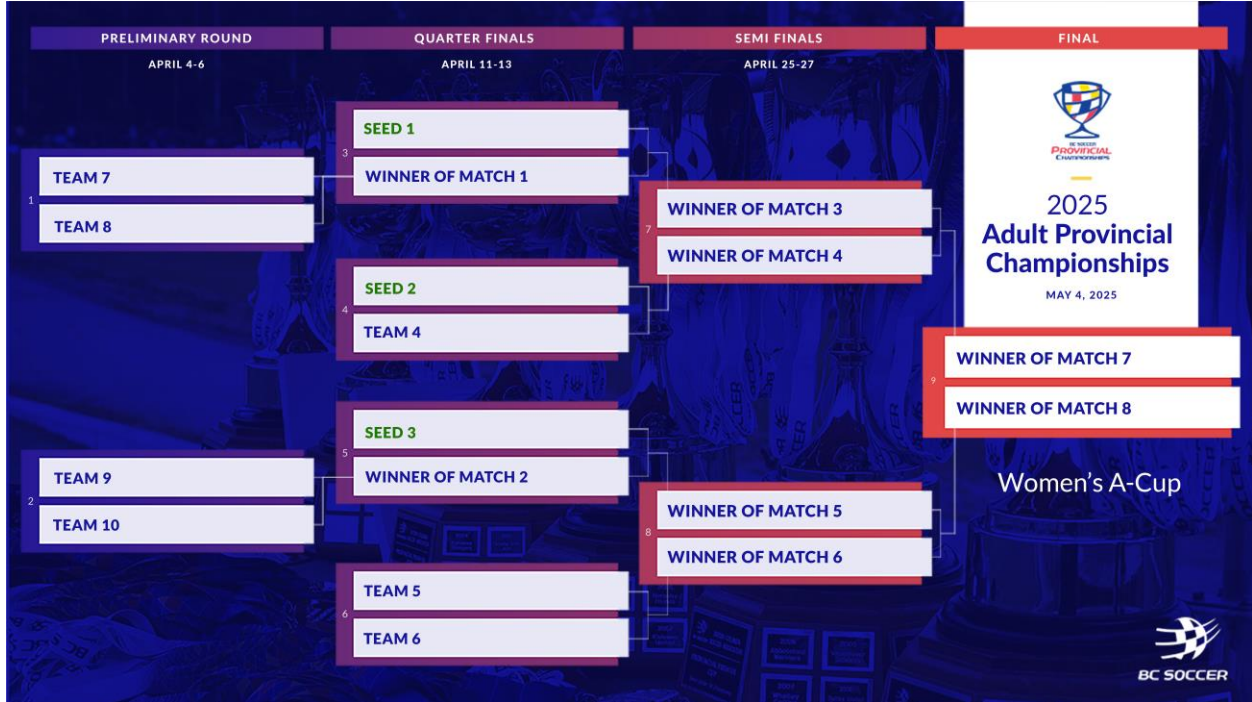 PRELIMINARY ROUND
APRIL 4-6
QUARTER FINALS
APRIL 11-13
SEMI FINALS
APRIL 25-27
FINAL
BC SOCCER
PROVINCIAL
CHAMPIONSHIPS
2025
Adult Provincial
Championships
MAY 4, 2025
1
TEAM 7
TEAM 8
2
TEAM 9
TEAM 10
3
SEED 1
WINNER OF MATCH 1
4
SEED 2
TEAM 4
5
SEED 3
WINNER OF MATCH 2
6
TEAM 5
TEAM 6
7
WINNER OF MATCH 3
WINNER OF MATCH 4
8
WINNER OF MATCH 5
WINNER OF MATCH 6
9
WINNER OF MATCH 7
WINNER OF MATCH 8
Women's A-Cup
BC SOCCER